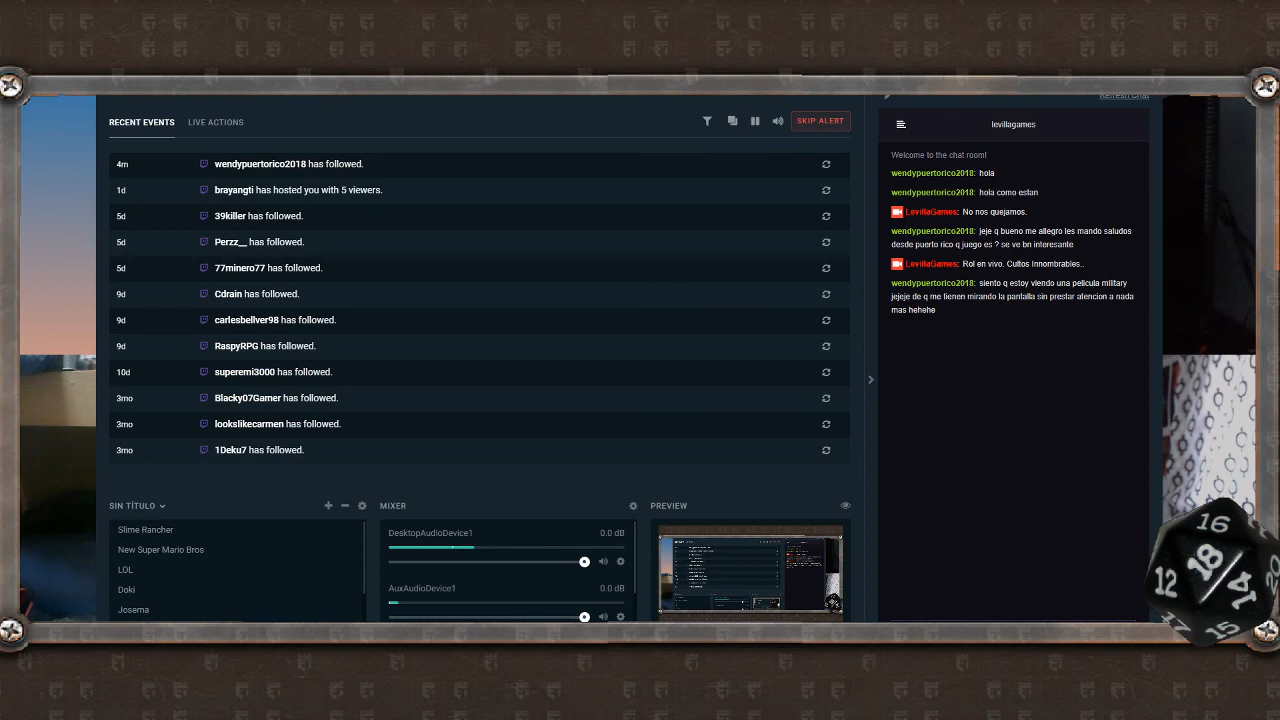 RECENT EVENTS
LIVE ACTIONS
SKIP ALERT
4m wendypuertorico2018 has followed.
1d brayangti has hosted you with 5 viewers.
5d 39killer has followed.
5d Perzz__ has followed.
5d 77minero77 has followed.
9d Cdrain has followed.
9d carlesbellver98 has followed.
9d RaspyRPG has followed.
10d superemi3000 has followed.
3mo Blacky07Gamer has followed.
3mo lookslikecarmen has followed.
3mo 1Deku7 has followed.
SIN TÍTULO
Slime Rancher
New Super Mario Bros
LOL
Doki
Josema
MIXER
DesktopAudioDevice1 0.0 dB
AuxAudioDevice1 0.0 dB
PREVIEW
Refresh Chat
levillagames
Welcome to the chat room!
wendypuertorico2018: hola
wendypuertorico2018: hola como estan
LevillaGames: No nos quejamos.
wendypuertorico2018: jeje q bueno me allegro les mando saludos
desde puerto rico q juego es ? se ve bn interesante
LevillaGames: Rol en vivo. Cultos Innombrables..
wendypuertorico2018: siento q estoy viendo una pelicula military
jejeje de q me tienen mirando la pantalla sin prestar atencion a nada
mas hehehe
16
18
12
14
20
17
15